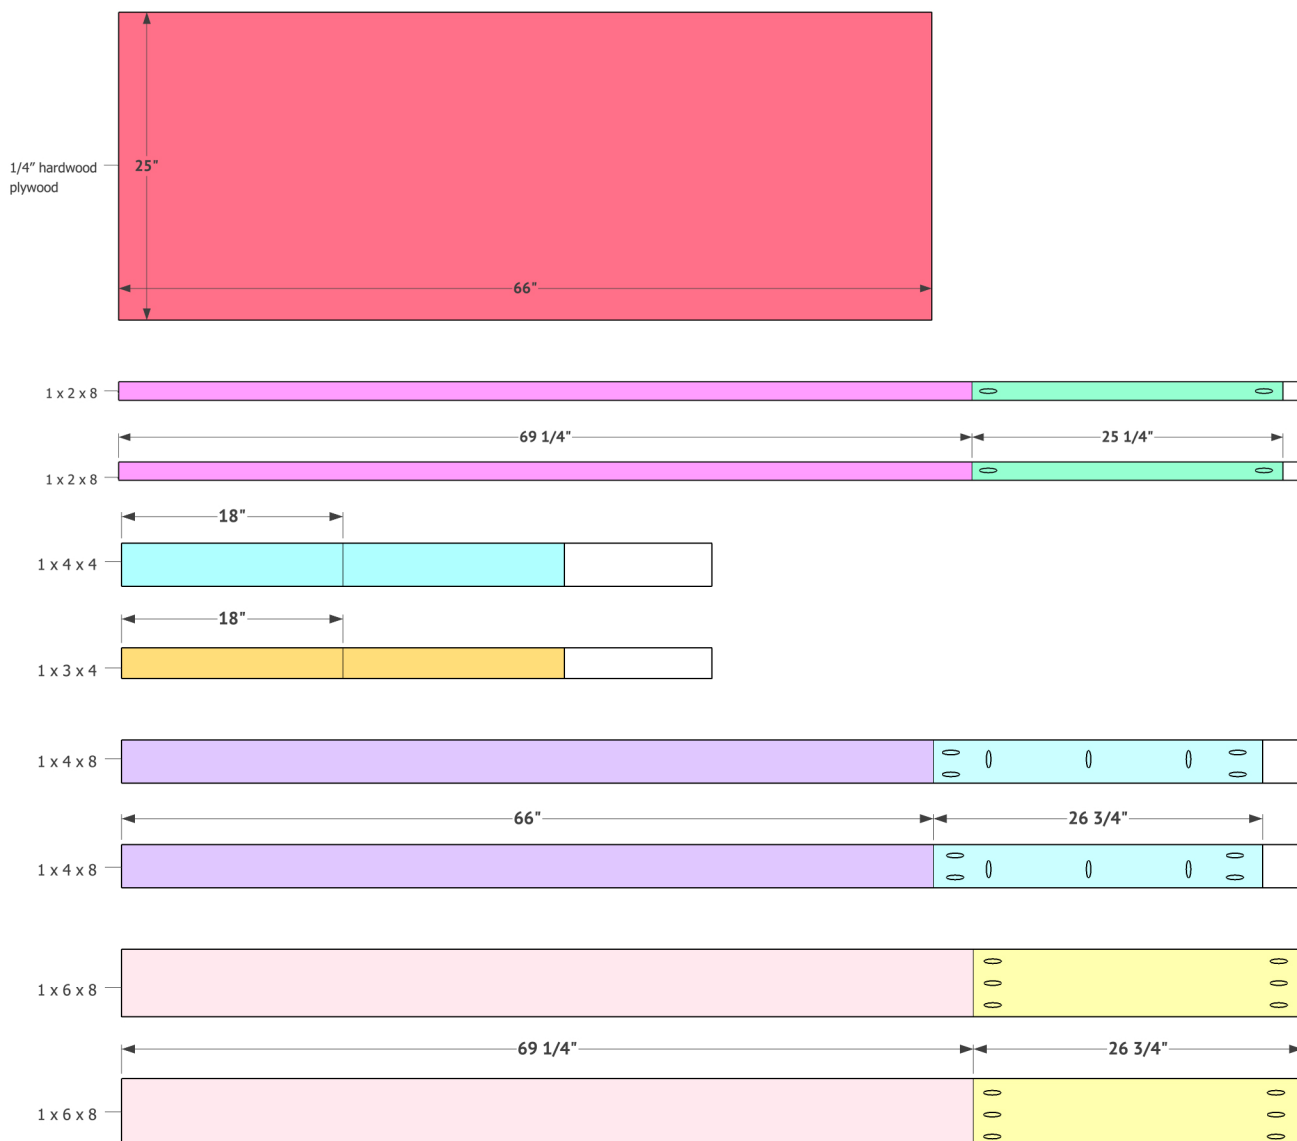 25"
1/4” hardwood
plywood
66"
1 x 2 x 8
69 1/4"
25 1/4"
1 x 2 x 8
18"
1 x 4 x 4
18"
1 x 3 x 4
1 x 4 x 8
66"
26 3/4"
1 x 4 x 8
1 x 6 x 8
69 1/4"
26 3/4"
1 x 6 x 8